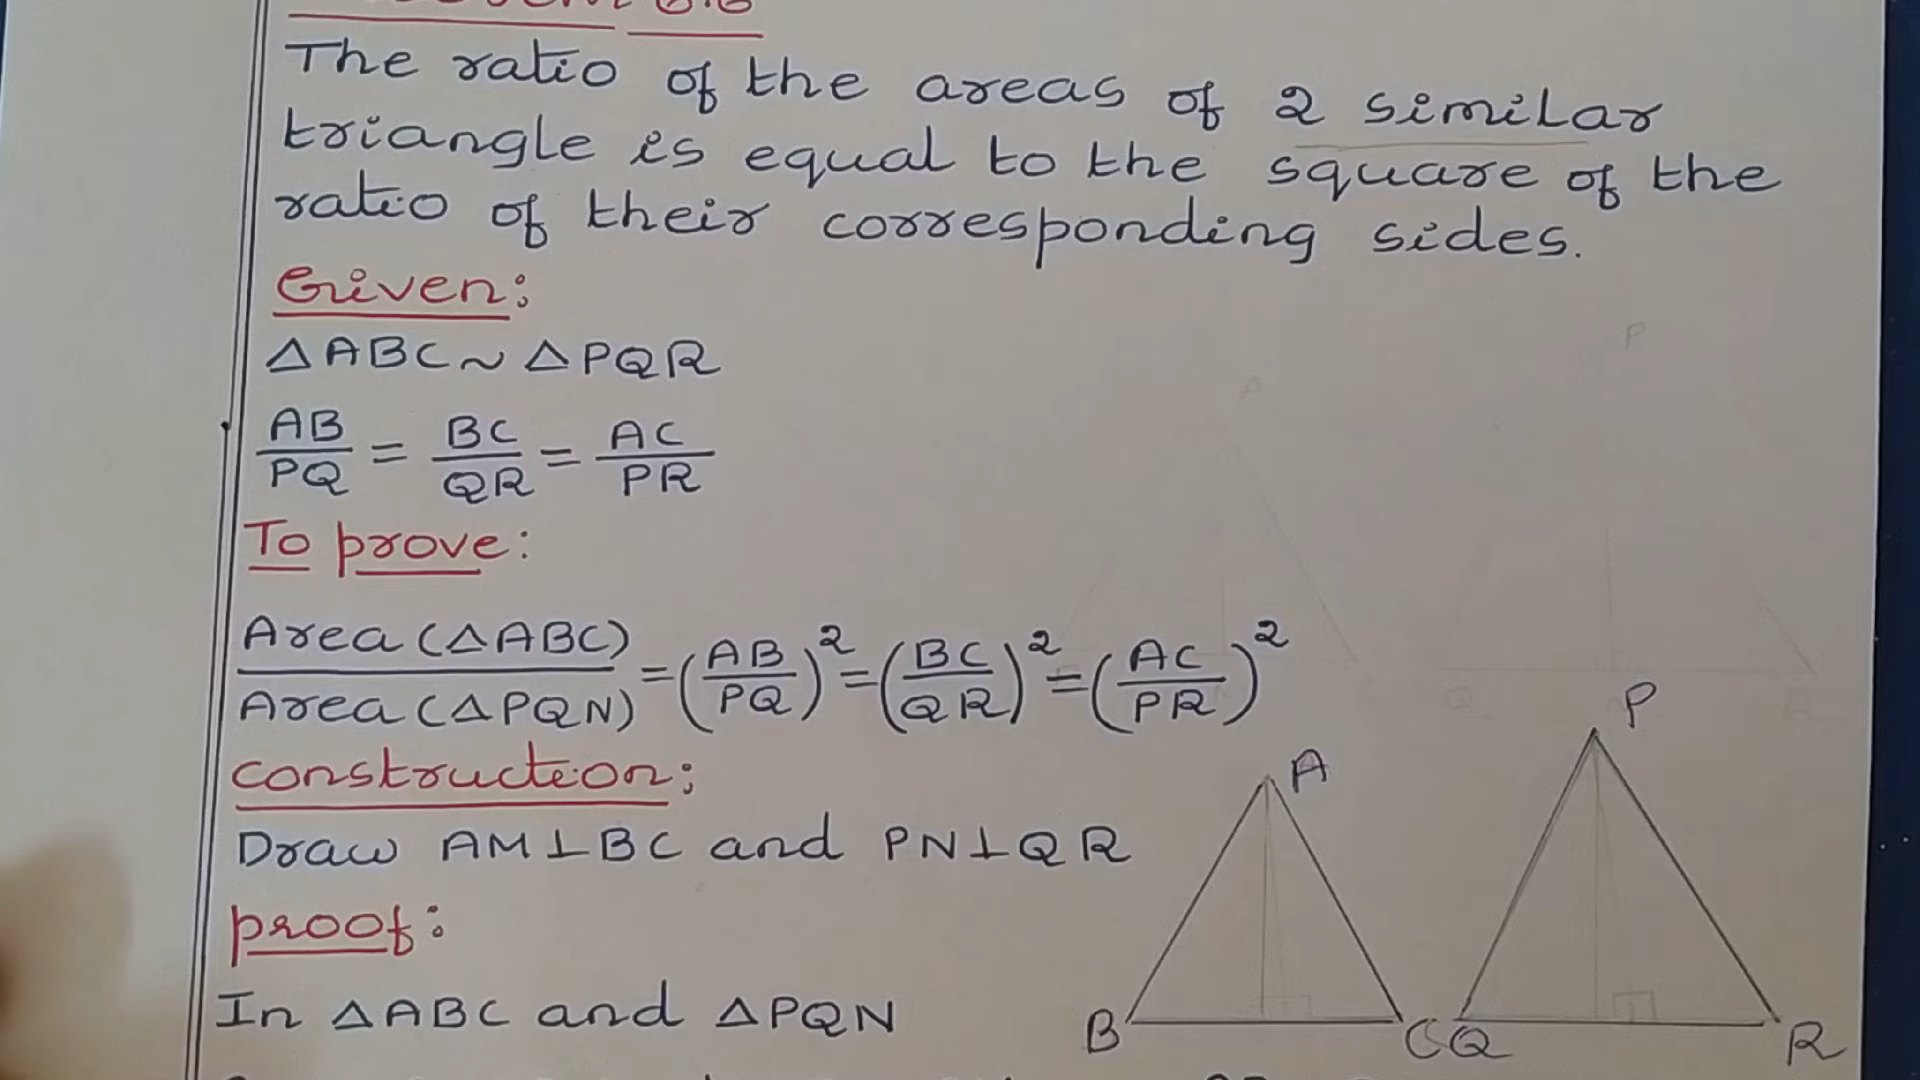 6.6
The ratio of the areas of 2 similar
triangle is equal to the square of the
ratio of their corresponding sides.
Given:
△ABC ~ △PQR
AB/PQ = BC/QR = AC/PR
To prove:
Area(△ABC)/Area(△PQN) = (AB/PQ)² = (BC/QR)² = (AC/PR)²
construction:
Draw AM⊥BC and PN⊥QR
proof:
In △ABC and △PQN
A
P
B
C
Q
R